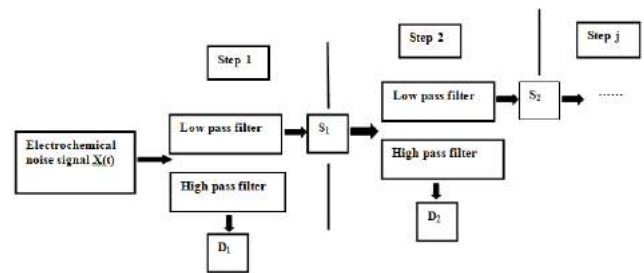 Step 1
Step 2
Step j
Low pass filter
S1
Low pass filter
S2
......
Electrochemical
noise signal X(t)
High pass filter
High pass filter
D1
D2